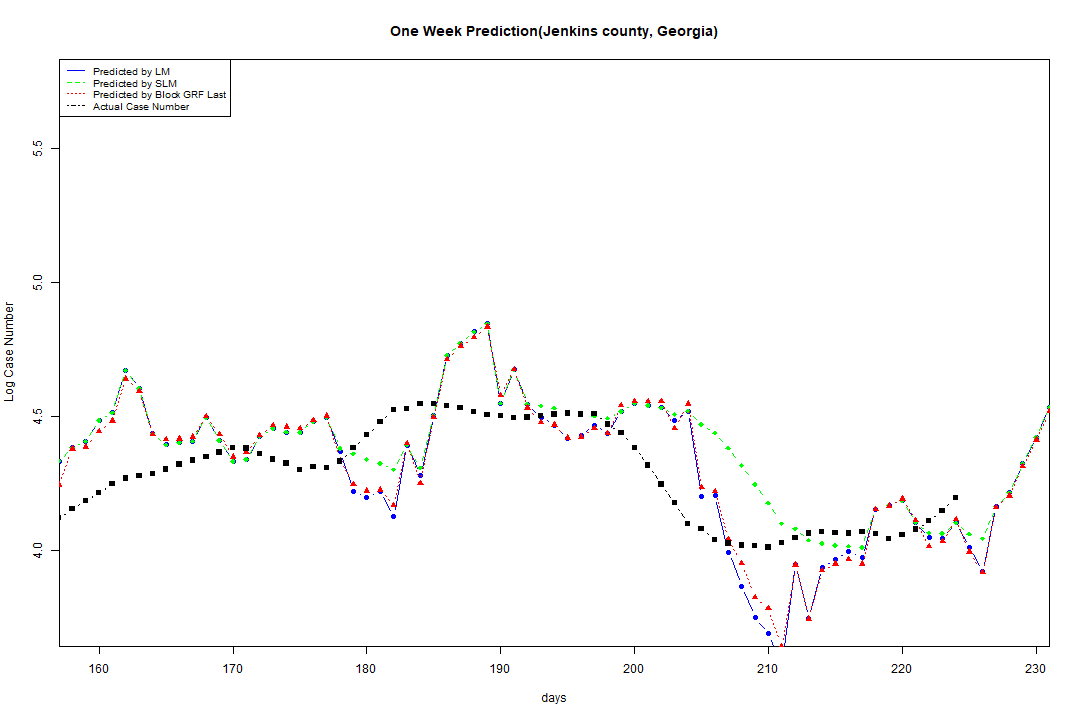 One Week Prediction(Jenkins county, Georgia)
Predicted by LM
Predicted by SLM
Predicted by Block GRF Last
Actual Case Number
5.5
5.0
4.5
4.0
Log Case Number
160 170 180 190 200 210 220 230
days